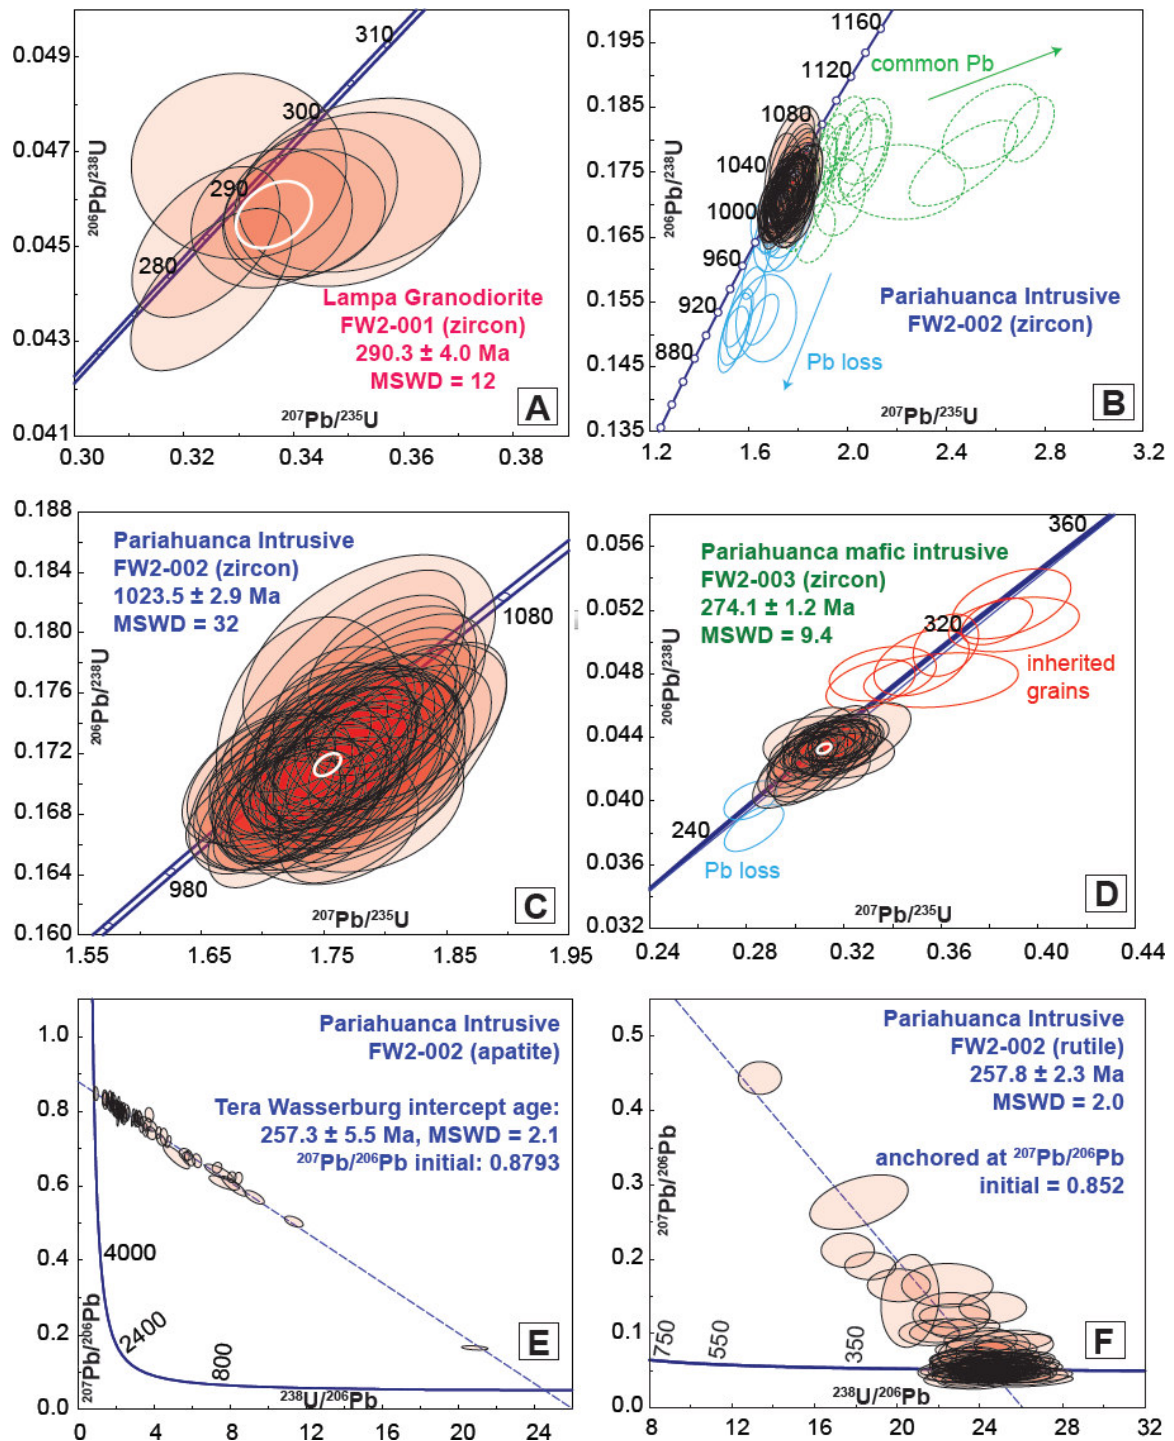 0.049
0.047
0.045
0.043
0.041
0.30
0.32
0.34
0.36
0.38
²⁰⁶Pb/²³⁸U
²⁰⁷Pb/²³⁵U
310
300
290
280
Lampa Granodiorite
FW2-001 (zircon)
290.3 ± 4.0 Ma
MSWD = 12
A
0.195
0.185
0.175
0.165
0.155
0.145
0.135
1.2
1.6
2.0
2.4
2.8
3.2
²⁰⁶Pb/²³⁸U
²⁰⁷Pb/²³⁵U
1160
1120
1080
1040
1000
960
920
880
common Pb
Pb loss
Pariahuanca Intrusive
FW2-002 (zircon)
B
0.188
0.184
0.180
0.176
0.172
0.168
0.164
0.160
1.55
1.65
1.75
1.85
1.95
²⁰⁶Pb/²³⁸U
²⁰⁷Pb/²³⁵U
Pariahuanca Intrusive
FW2-002 (zircon)
1023.5 ± 2.9 Ma
MSWD = 32
1080
980
C
0.056
0.052
0.048
0.044
0.040
0.036
0.032
0.24
0.28
0.32
0.36
0.40
0.44
²⁰⁶Pb/²³⁸U
²⁰⁷Pb/²³⁵U
Pariahuanca mafic intrusive
FW2-003 (zircon)
274.1 ± 1.2 Ma
MSWD = 9.4
360
320
240
inherited
grains
Pb loss
D
1.0
0.8
0.6
0.4
0.2
0.0
0
4
8
12
16
20
24
²⁰⁷Pb/²⁰⁶Pb
²³⁸U/²⁰⁶Pb
Pariahuanca Intrusive
FW2-002 (apatite)
Tera Wasserburg intercept age:
257.3 ± 5.5 Ma, MSWD = 2.1
²⁰⁷Pb/²⁰⁶Pb initial: 0.8793
4000
2400
800
E
0.5
0.4
0.3
0.2
0.1
0.0
8
12
16
20
24
28
32
²⁰⁷Pb/²⁰⁶Pb
²³⁸U/²⁰⁶Pb
Pariahuanca Intrusive
FW2-002 (rutile)
257.8 ± 2.3 Ma
MSWD = 2.0
anchored at ²⁰⁷Pb/²⁰⁶Pb
initial = 0.852
750
550
350
F